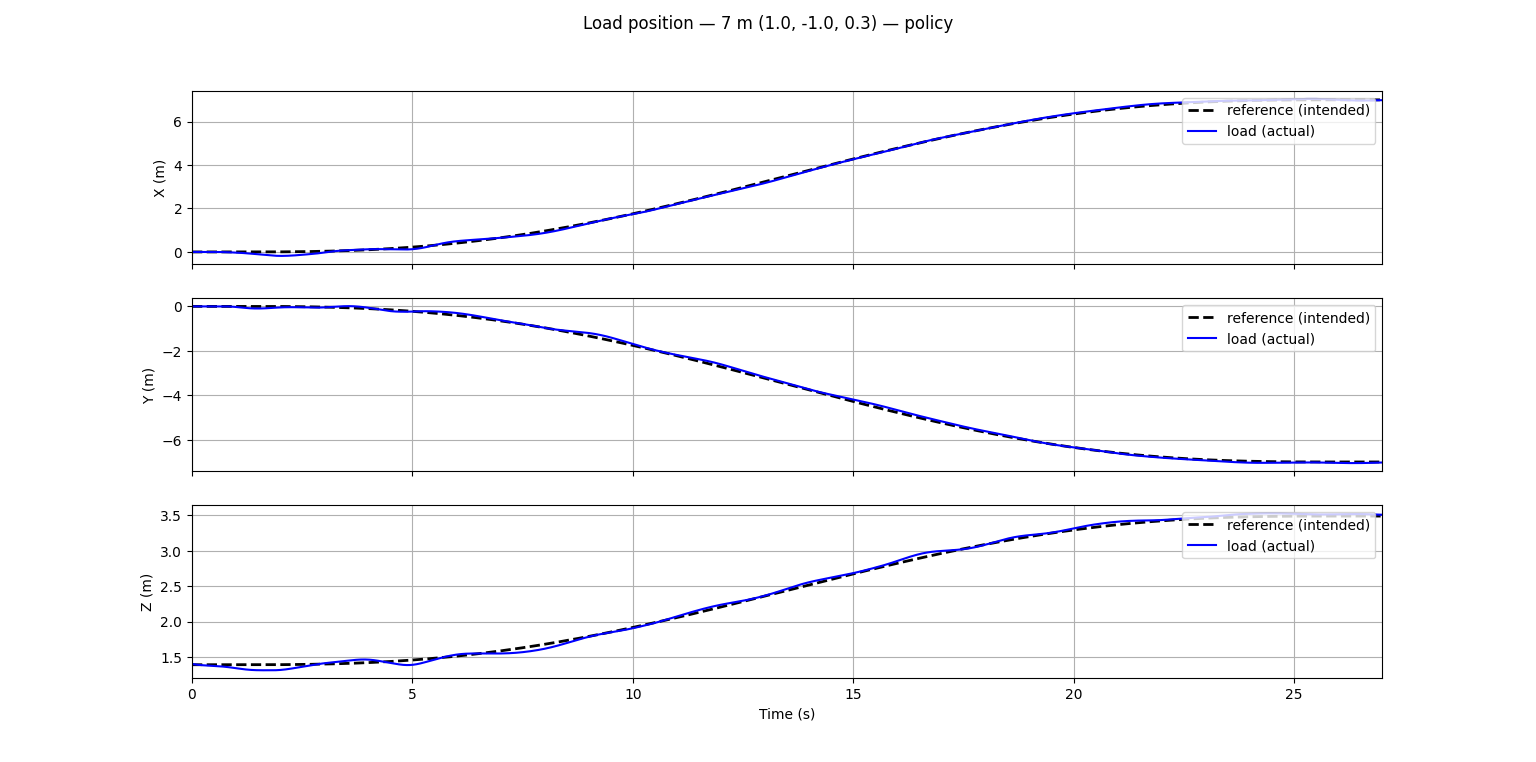 Load position — 7 m (1.0, -1.0, 0.3) — policy
X (m)
6
4
2
0
reference (intended)
load (actual)
Y (m)
0
−2
−4
−6
reference (intended)
load (actual)
Z (m)
3.5
3.0
2.5
2.0
1.5
reference (intended)
load (actual)
0 5 10 15 20 25
Time (s)